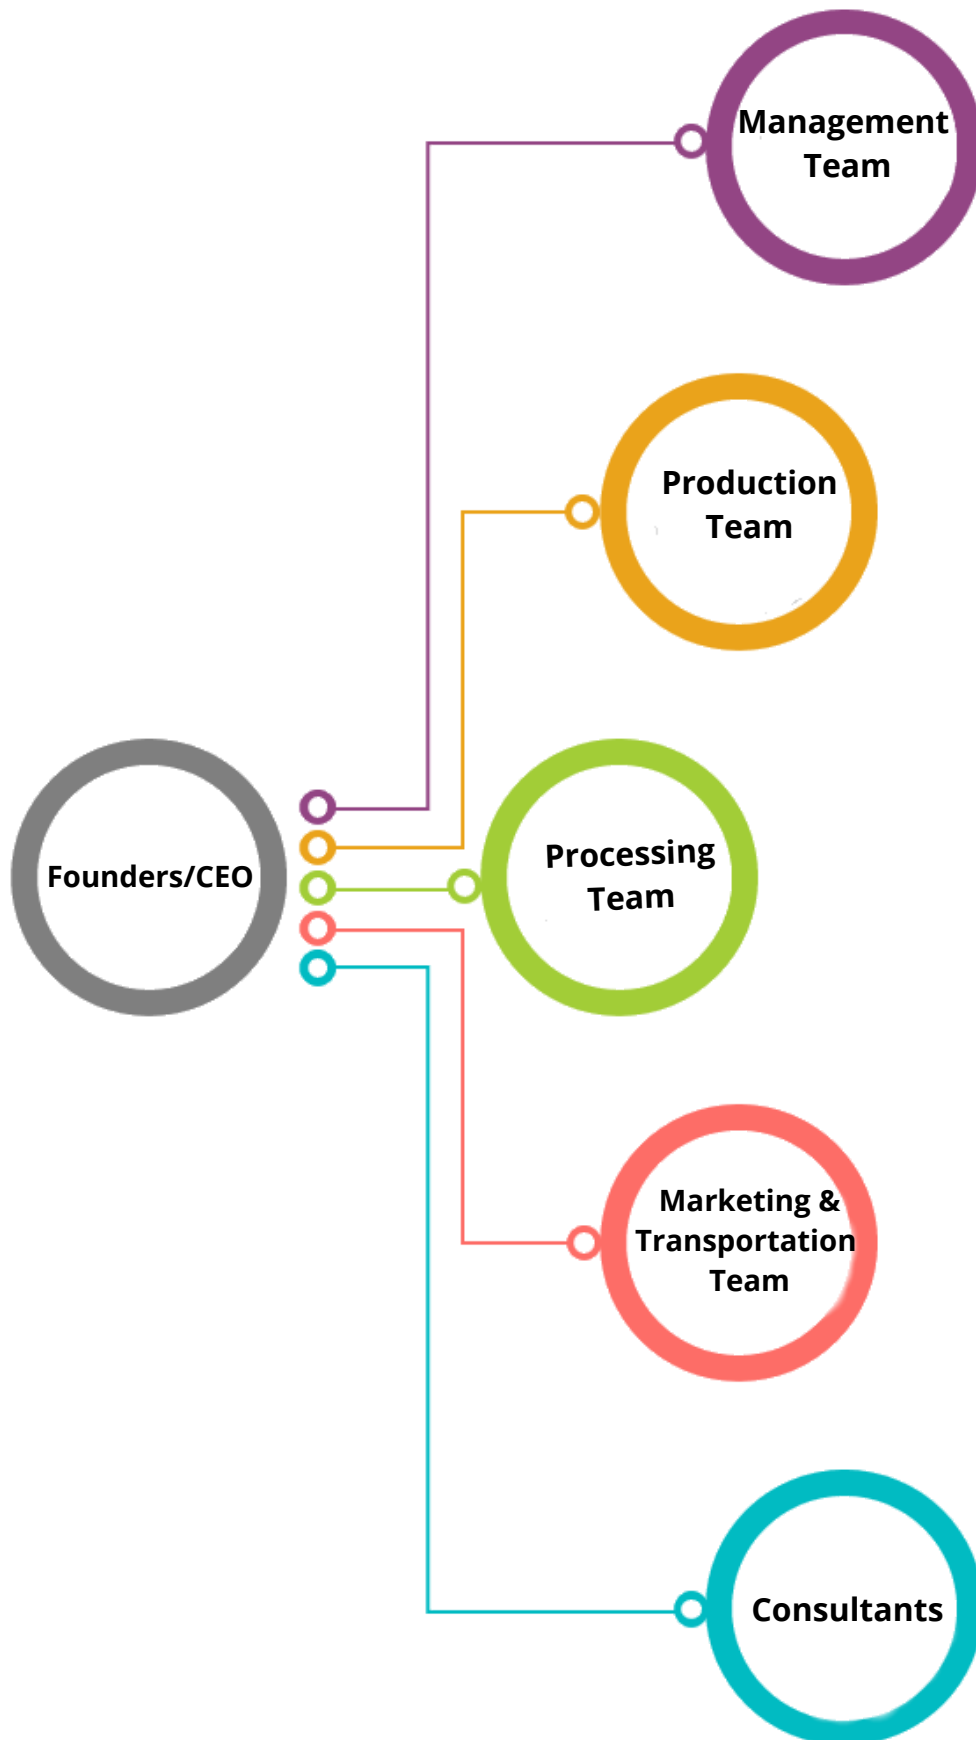 Management
Team
Production
Team
Founders/CEO
Processing
Team
Marketing &
Transportation
Team
Consultants